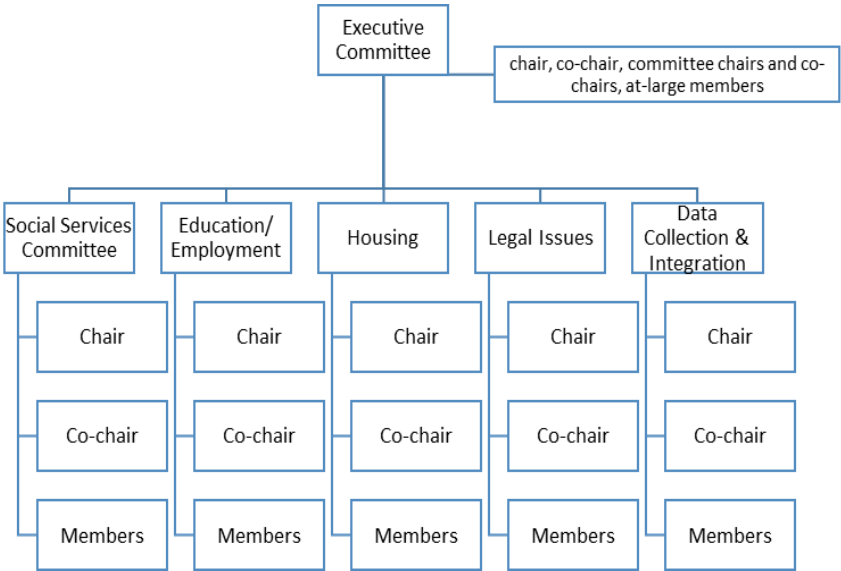 Executive
Committee
chair, co-chair, committee chairs and co-
chairs, at-large members
Social Services
Committee
Education/
Employment
Housing
Legal Issues
Data
Collection &
Integration
Chair
Chair
Chair
Chair
Chair
Co-chair
Co-chair
Co-chair
Co-chair
Co-chair
Members
Members
Members
Members
Members